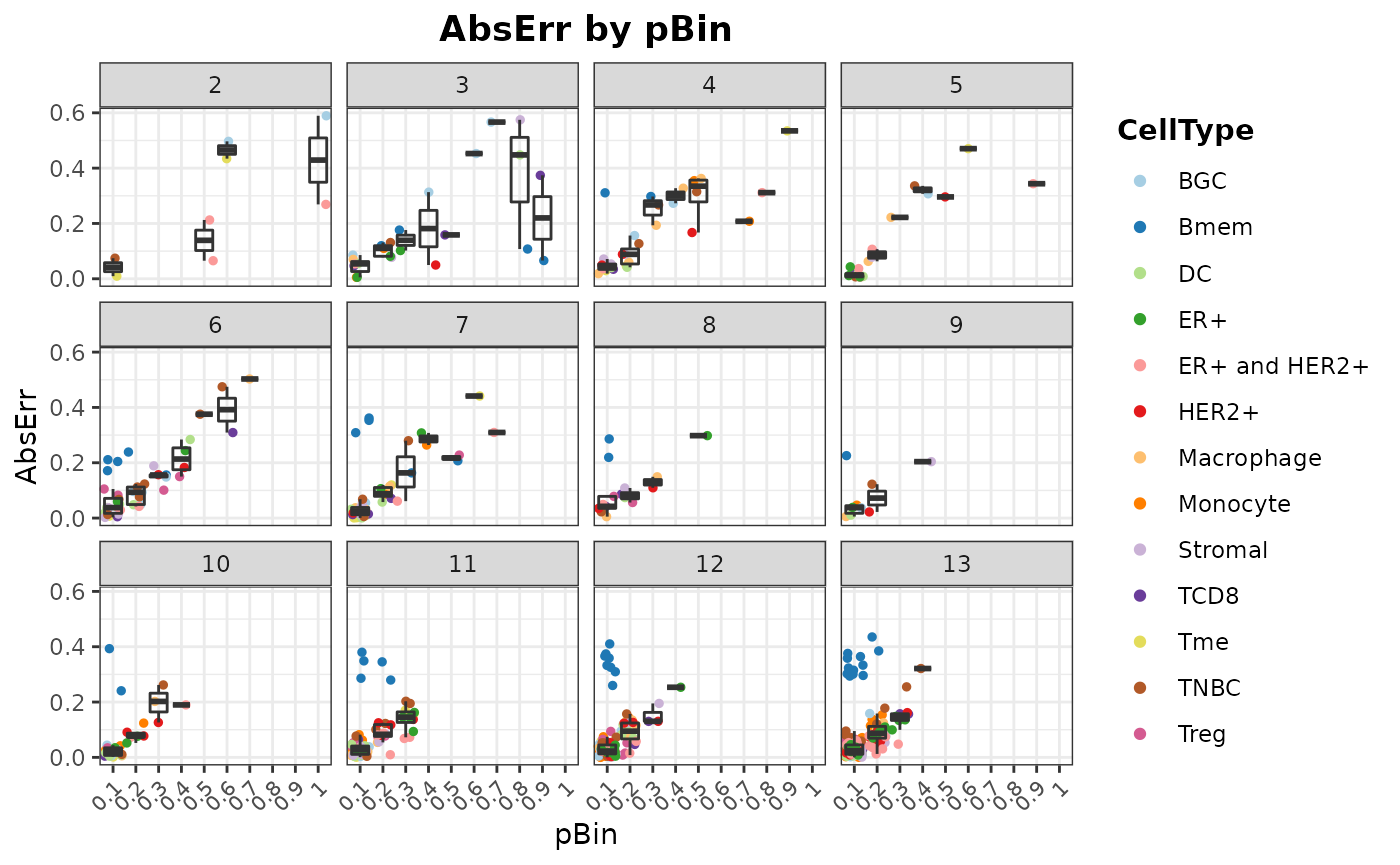 AbsErr by pBin
2 3 4 5
0.6
0.4
0.2
0.0
6 7 8 9
0.6
0.4
0.2
0.0
10 11 12 13
0.6
0.4
0.2
0.0
0.1 0.2 0.3 0.4 0.5 0.6 0.7 0.8 0.9 1 0.1 0.2 0.3 0.4 0.5 0.6 0.7 0.8 0.9 1 0.1 0.2 0.3 0.4 0.5 0.6 0.7 0.8 0.9 1 0.1 0.2 0.3 0.4 0.5 0.6 0.7 0.8 0.9 1
pBin
AbsErr
CellType
BGC
Bmem
DC
ER+
ER+ and HER2+
HER2+
Macrophage
Monocyte
Stromal
TCD8
Tme
TNBC
Treg